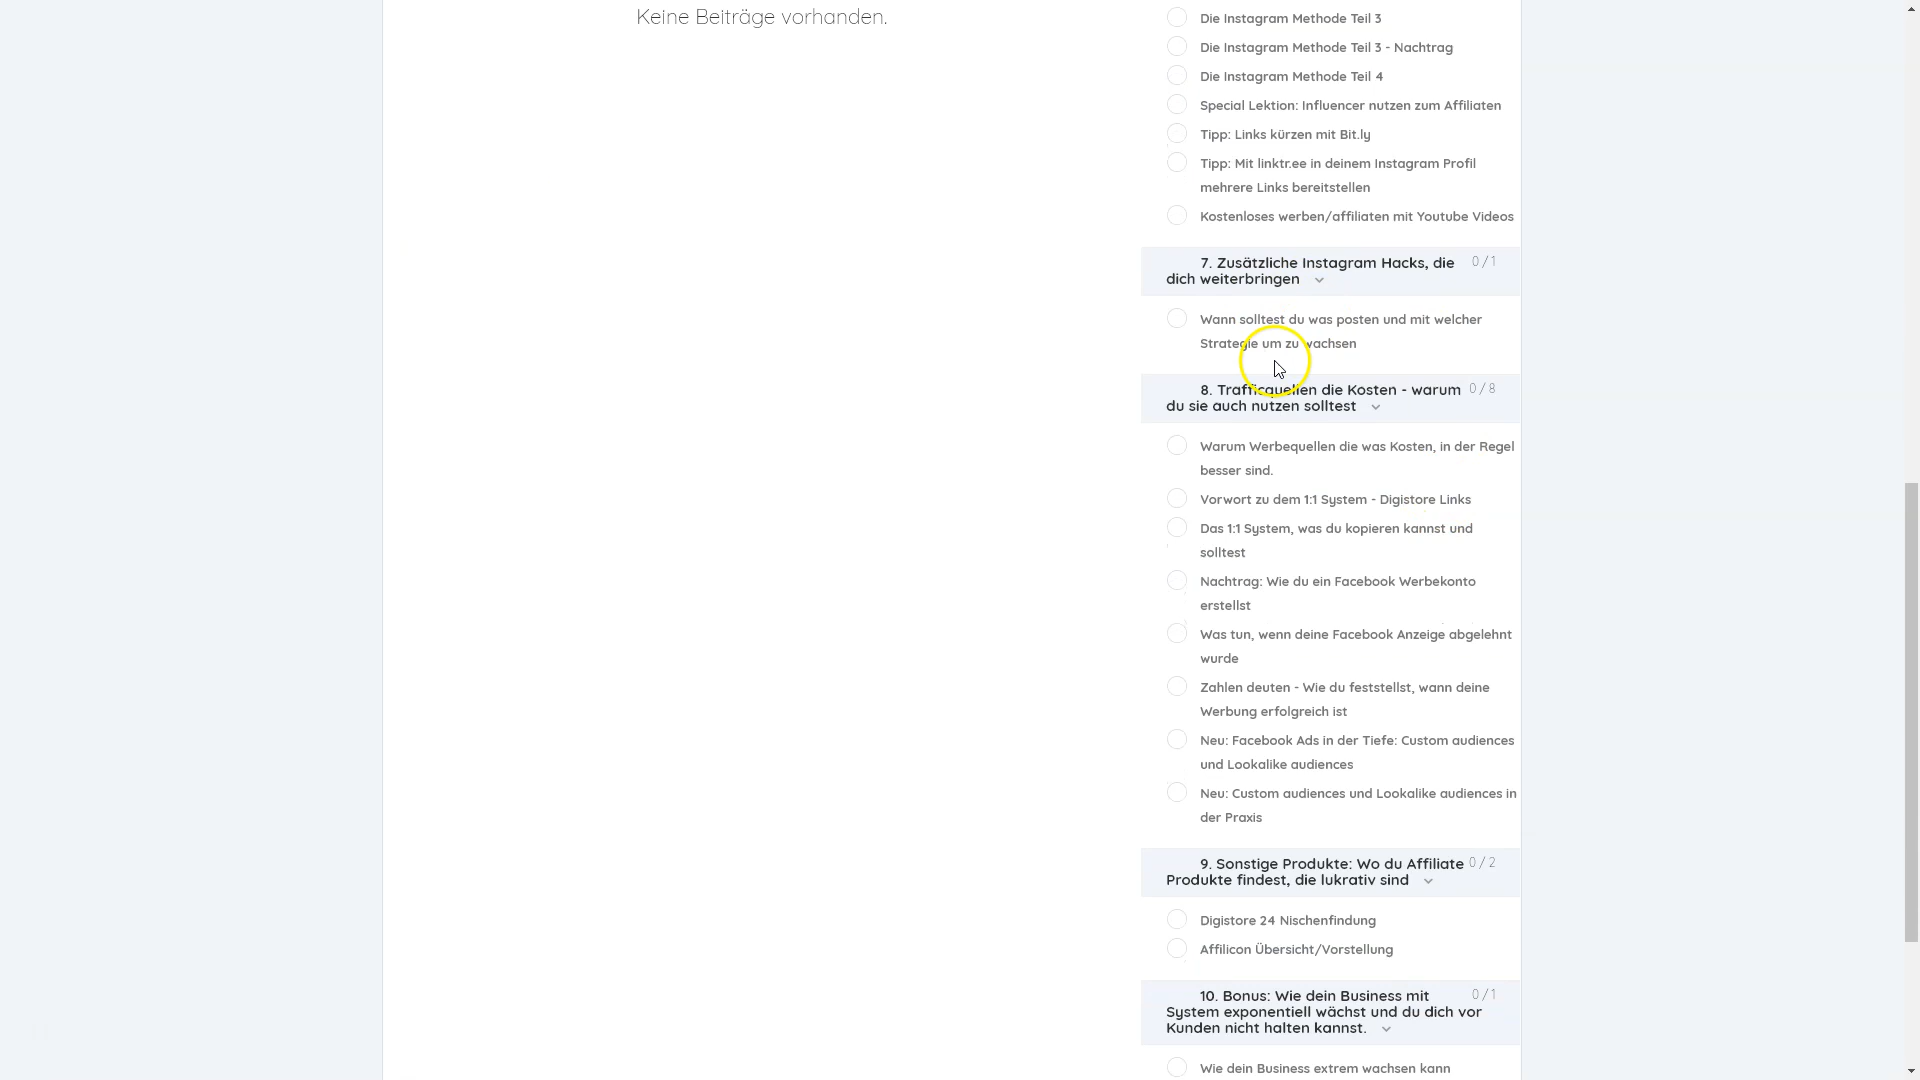 Keine Beiträge vorhanden.
Die Instagram Methode Teil 3
Die Instagram Methode Teil 3 - Nachtrag
Die Instagram Methode Teil 4
Special Lektion: Influencer nutzen zum Affiliaten
Tipp: Links kürzen mit Bit.ly
Tipp: Mit linktr.ee in deinem Instagram Profil
mehrere Links bereitstellen
Kostenloses werben/affiliaten mit Youtube Videos
7. Zusätzliche Instagram Hacks, die 0 / 1
dich weiterbringen
Wann solltest du was posten und mit welcher
Strategie um zu wachsen
8. Trafficquellen die Kosten - warum 0 / 8
du sie auch nutzen solltest
Warum Werbequellen die was Kosten, in der Regel
besser sind.
Vorwort zu dem 1:1 System - Digistore Links
Das 1:1 System, was du kopieren kannst und
solltest
Nachtrag: Wie du ein Facebook Werbekonto
erstellst
Was tun, wenn deine Facebook Anzeige abgelehnt
wurde
Zahlen deuten - Wie du feststellst, wann deine
Werbung erfolgreich ist
Neu: Facebook Ads in der Tiefe: Custom audiences
und Lookalike audiences
Neu: Custom audiences und Lookalike audiences in
der Praxis
9. Sonstige Produkte: Wo du Affiliate 0 / 2
Produkte findest, die lukrativ sind
Digistore 24 Nischenfindung
Affilicon Übersicht/Vorstellung
10. Bonus: Wie dein Business mit 0 / 1
System exponentiell wächst und du dich vor
Kunden nicht halten kannst.
Wie dein Business extrem wachsen kann